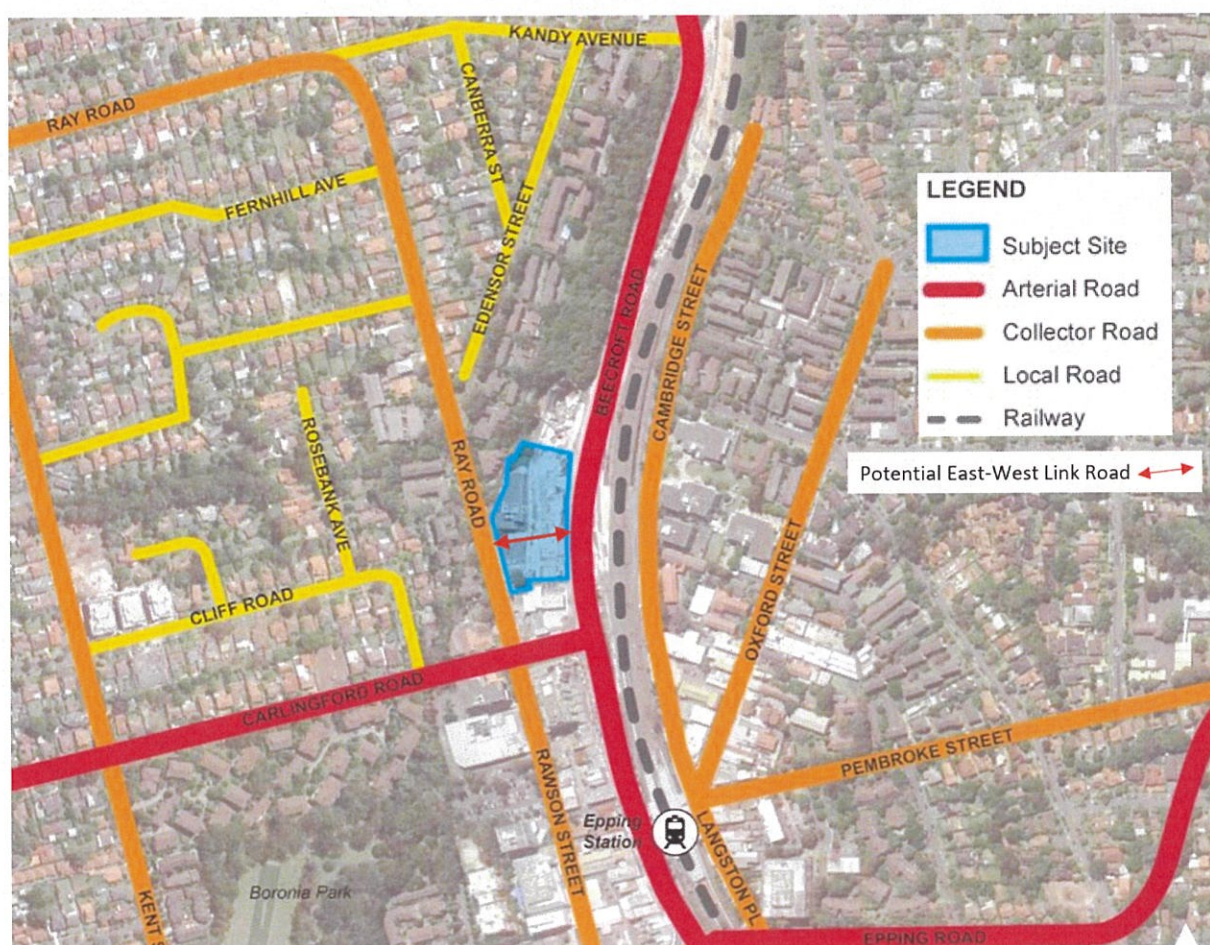 KANDY AVENUE
CANBERRA ST
RAY ROAD
FERNHILL AVE
EDENSOR STREET
BEECROFT ROAD
CAMBRIDGE STREET
LEGEND
Subject Site
Arterial Road
Collector Road
Local Road
Railway
Potential East-West Link Road
ROSEBANK AVE
RAY ROAD
OXFORD STREET
CLIFF ROAD
CARLINGFORD ROAD
RAWSON STREET
PEMBROKE STREET
Epping
Station
LANGSTON PL
Boronia Park
KENT S
EPPING ROAD